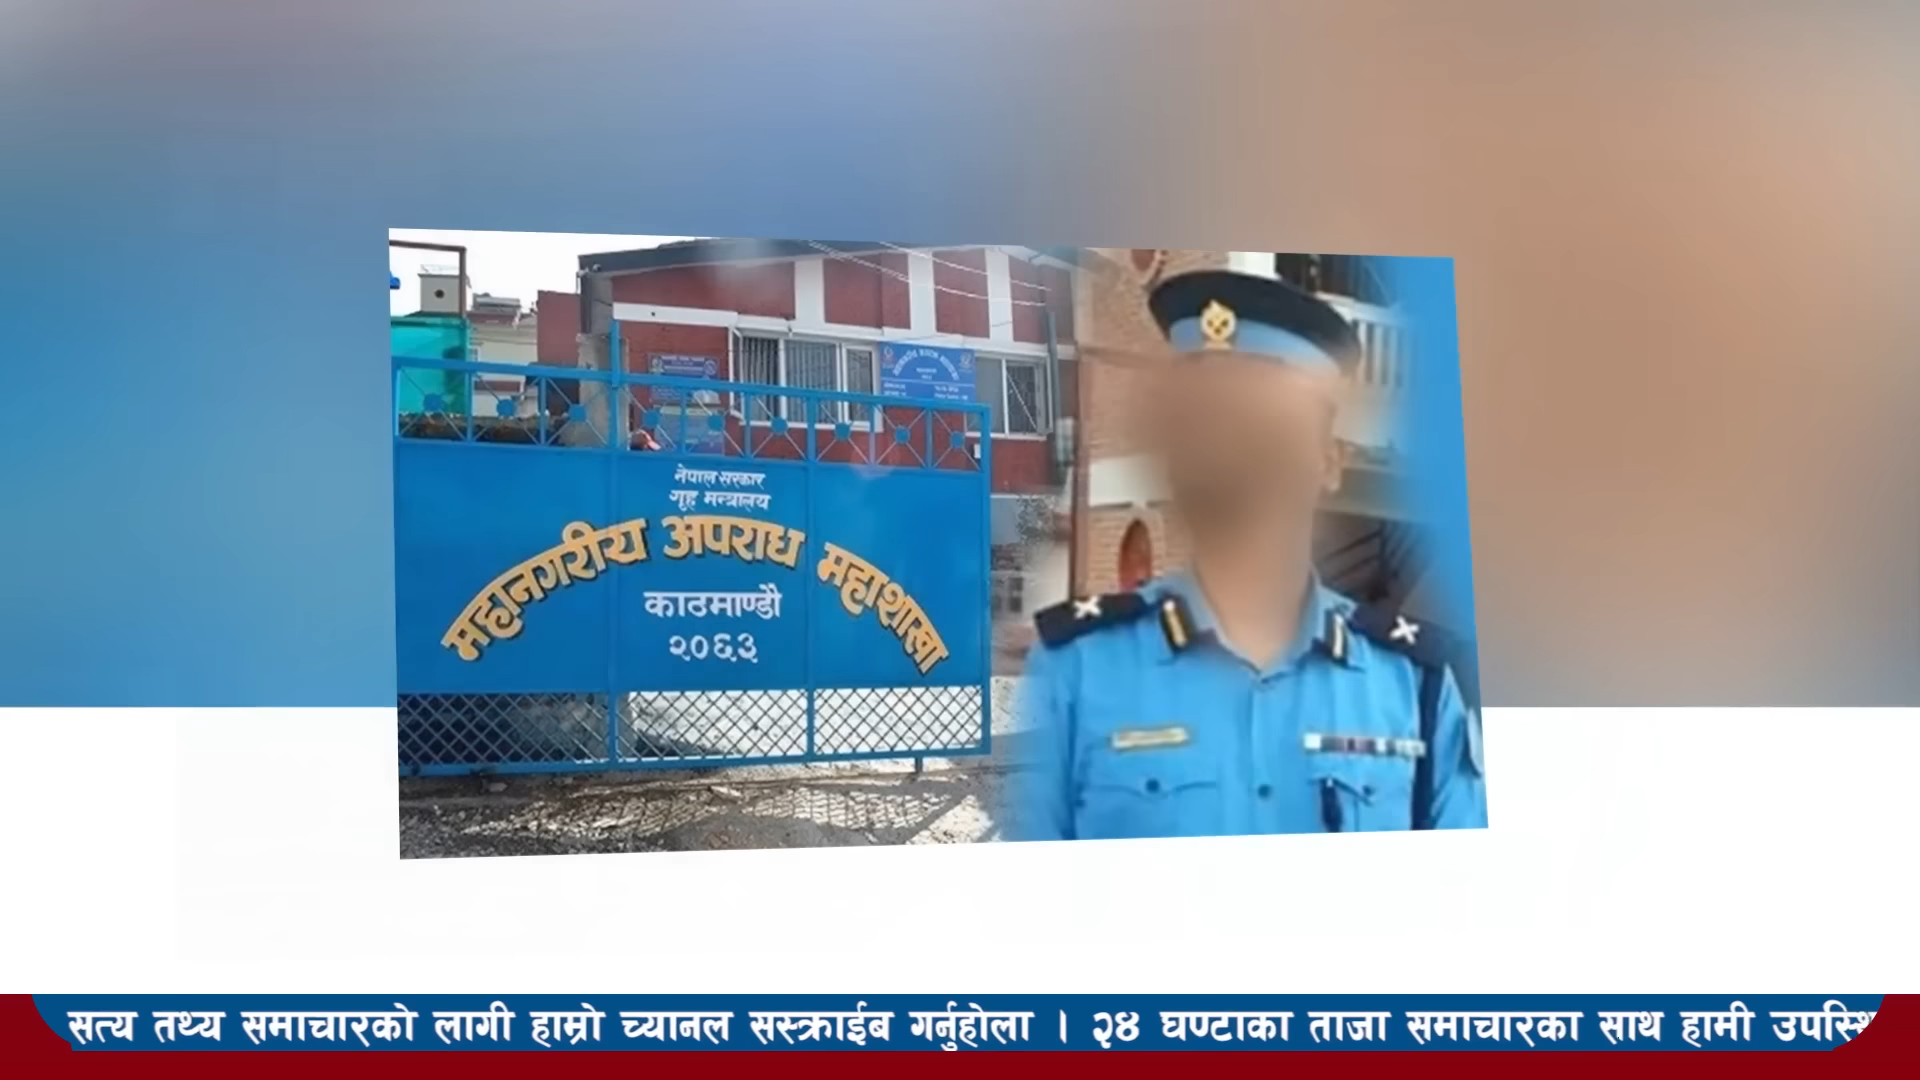 नेपाल सरकार
गृह मन्त्रालय
महानगरीय अपराध महाशाखा
काठमाण्डौ
२०६३
सत्य तथ्य समाचारको लागी हाम्रो च्यानल सस्क्राईब गर्नुहोला । २४ घण्टाका ताजा समाचारका साथ हामी उपस्थि